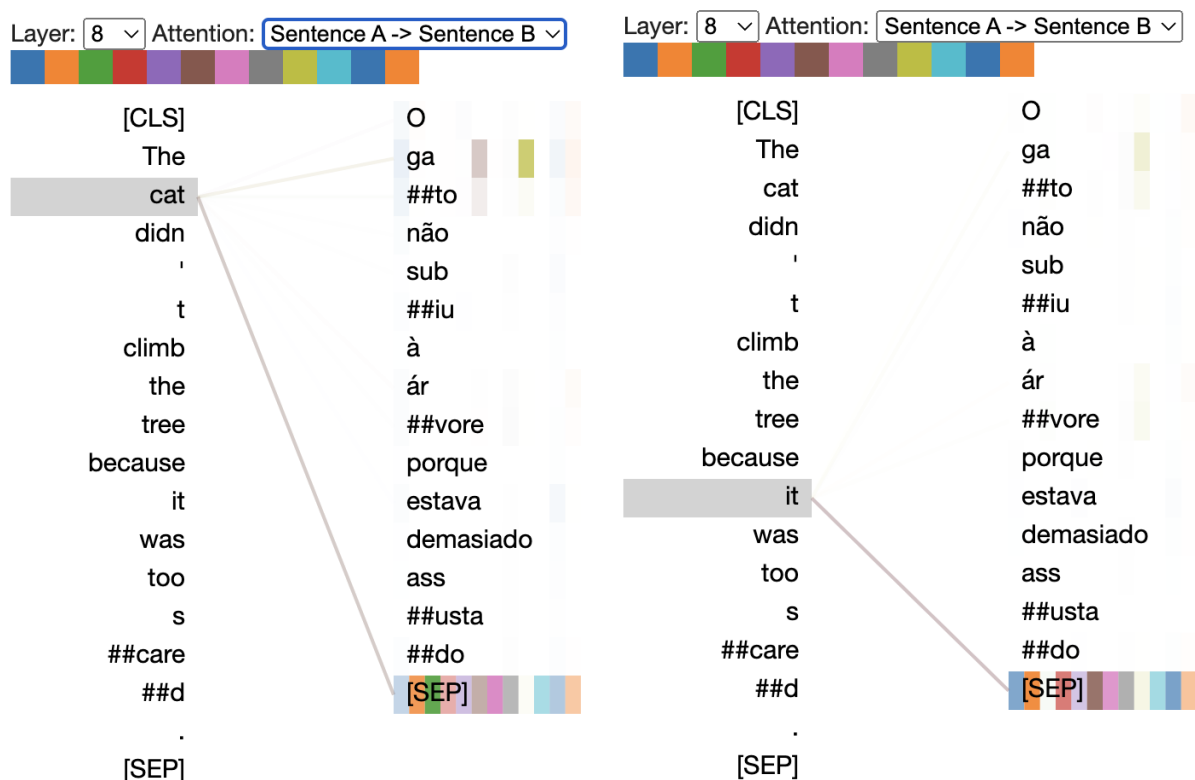 Layer: 8 Attention: Sentence A -> Sentence B
[CLS] O
The ga
cat ##to
didn não
' sub
t ##iu
climb à
the ár
tree ##vore
because porque
it estava
was demasiado
too ass
s ##usta
##care ##do
##d [SEP]
.
[SEP]
Layer: 8 Attention: Sentence A -> Sentence B
[CLS] O
The ga
cat ##to
didn não
' sub
t ##iu
climb à
the ár
tree ##vore
because porque
it estava
was demasiado
too ass
s ##usta
##care ##do
##d [SEP]
.
[SEP]